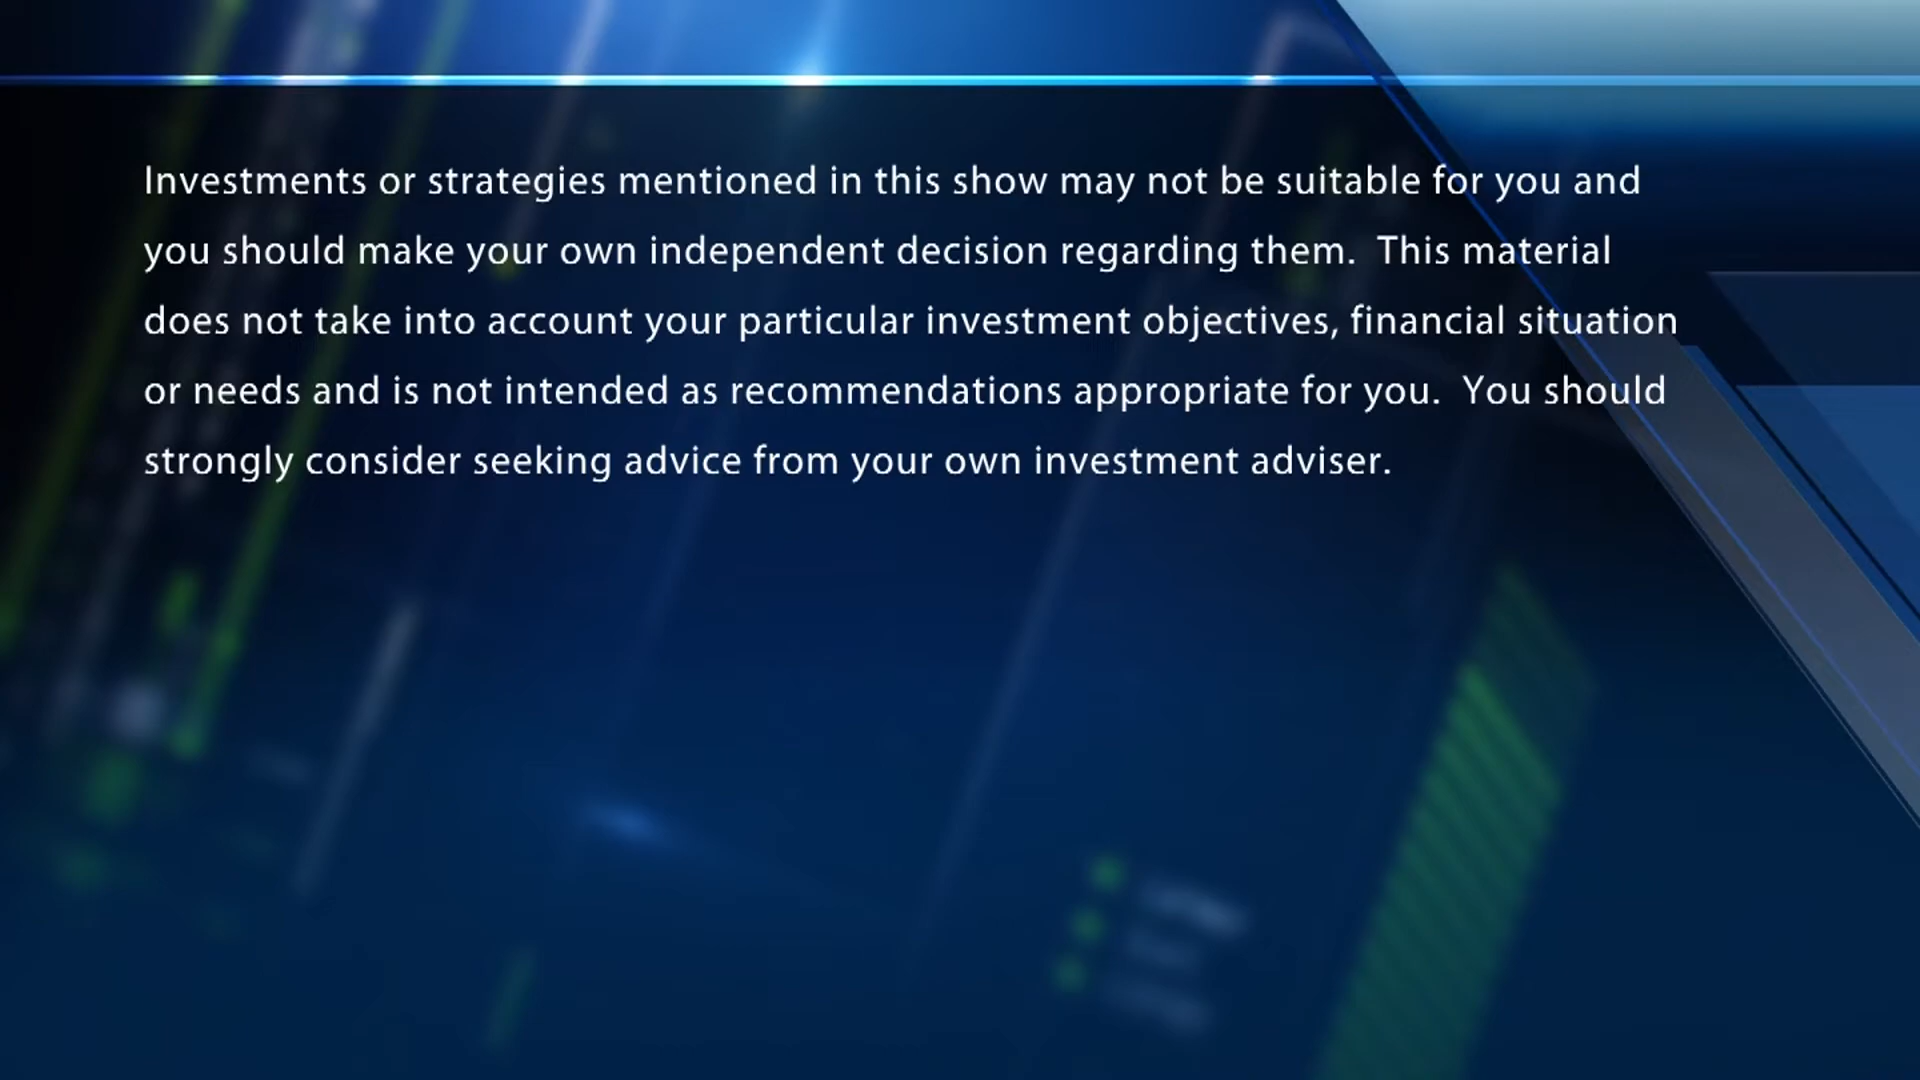 Investments or strategies mentioned in this show may not be suitable for you and
you should make your own independent decision regarding them.  This material
does not take into account your particular investment objectives, financial situation
or needs and is not intended as recommendations appropriate for you.  You should
strongly consider seeking advice from your own investment adviser.